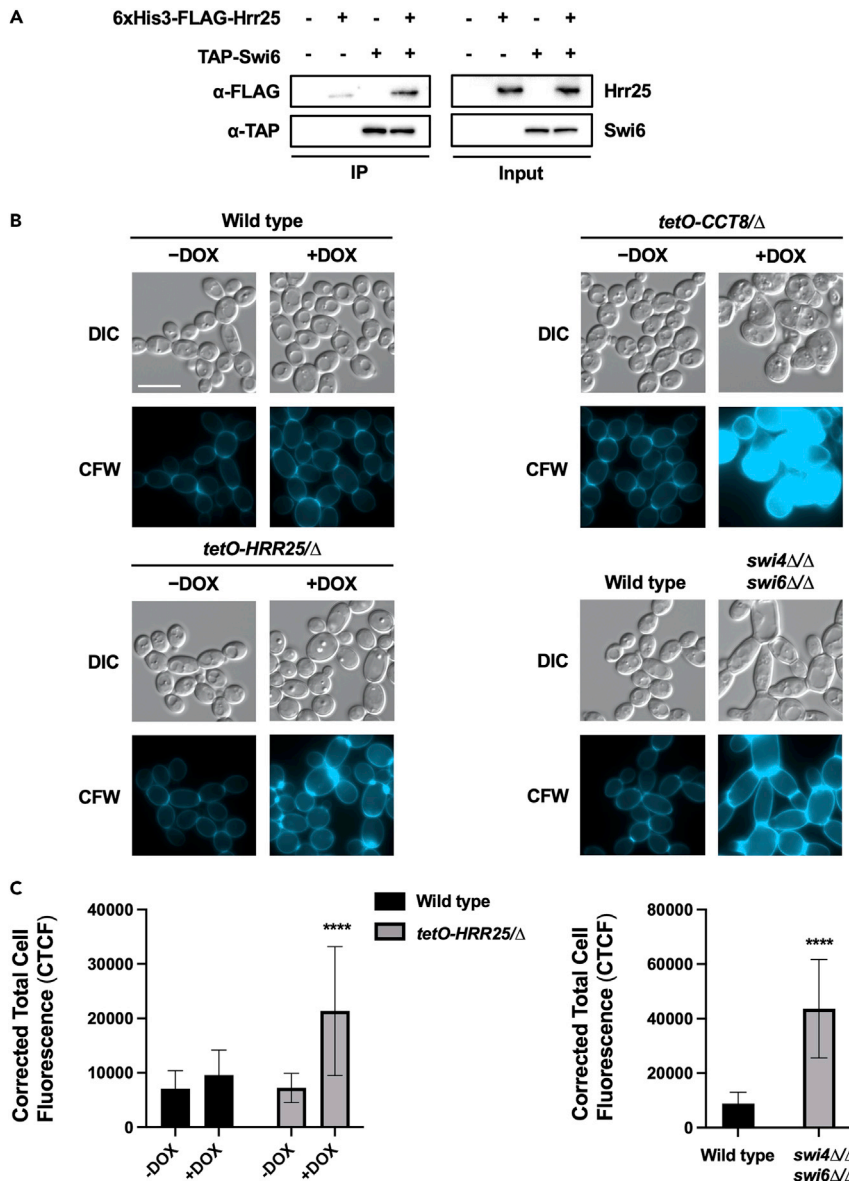 A
6xHis3-FLAG-Hrr25 - + - + - + - +
TAP-Swi6 - - + + - - + +
α-FLAG Hrr25
α-TAP Swi6
IP Input
B
Wild type
−DOX +DOX
DIC
CFW
tetO-CCT8/Δ
−DOX +DOX
DIC
CFW
tetO-HRR25/Δ
−DOX +DOX
DIC
CFW
Wild type swi4Δ/Δ
swi6Δ/Δ
DIC
CFW
C
Corrected Total Cell
Fluorescence (CTCF)
40000
30000
20000
10000
0
****
-DOX +DOX -DOX +DOX
Wild type
tetO-HRR25/Δ
Corrected Total Cell
Fluorescence (CTCF)
80000
60000
40000
20000
0
****
Wild type swi4Δ/
swi6Δ/